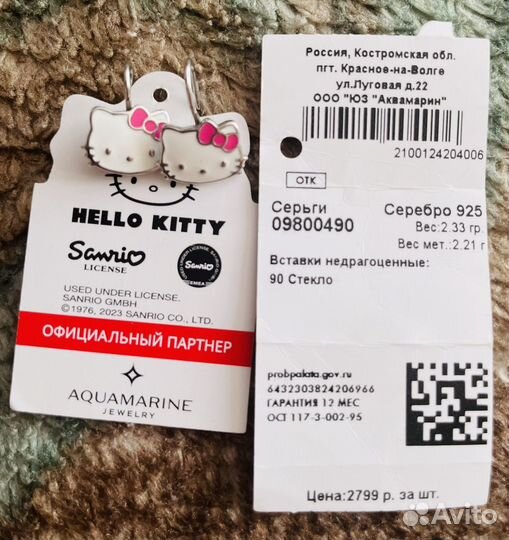 HELLO KITTY
Sanrio
LICENSE
Sanrio
EMEA
USED UNDER LICENSE.
SANRIO GMBH
©1976, 2023 SANRIO CO., LTD.
ОФИЦИАЛЬНЫЙ ПАРТНЕР
AQUAMARINE
JEWELRY
Россия, Костромская обл.
пгт. Красное-на-Волге
ул.Луговая д.22
ООО "ЮЗ "Аквамарин"
2100124204006
ОТК
Серьги Серебро 925
09800490 Вес:2.33 гр.
Вес мет.:2.21 г
Вставки недрагоценные:
90 Стекло
probpalata.gov.ru
6432303824206966
ГАРАНТИЯ 12 МЕС
ОСТ 117-3-002-95
Цена:2799 р. за шт.
Avito